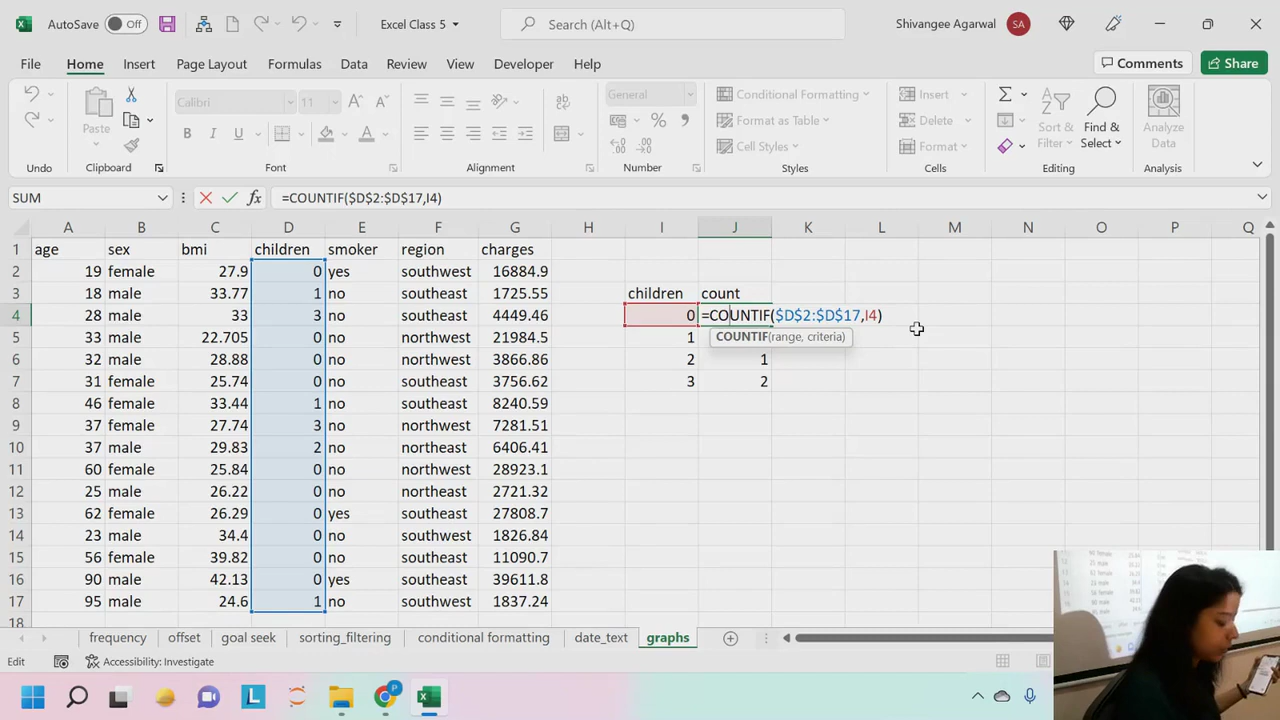 AutoSave Off Excel Class 5 Search (Alt+Q) Shivangee Agarwal SA
File Home Insert Page Layout Formulas Data Review View Developer Help Comments Share
Calibri 11 General Conditional Formatting Insert
Paste B I U % Format as Table Delete Sort & Filter Find & Select Analyze Data
Cell Styles Format
Undo Clipboard Font Alignment Number Styles Cells Editing Analysis
SUM fx =COUNTIF($D$2:$D$17,I4)
A B C D E F G H I J K L M N O P Q
1 age sex bmi children smoker region charges
2 19 female 27.9 0 yes southwest 16884.9
3 18 male 33.77 1 no southeast 1725.55 children count
4 28 male 33 3 no southeast 4449.46 0 =COUNTIF($D$2:$D$17,I4)
5 33 male 22.705 0 no northwest 21984.5 1 COUNTIF(range, criteria)
6 32 male 28.88 0 no northwest 3866.86 2 1
7 31 female 25.74 0 no southeast 3756.62 3 2
8 46 female 33.44 1 no southeast 8240.59
9 37 female 27.74 3 no northwest 7281.51
10 37 male 29.83 2 no northeast 6406.41
11 60 female 25.84 0 no northwest 28923.1
12 25 male 26.22 0 no northeast 2721.32
13 62 female 26.29 0 yes southeast 27808.7
14 23 male 34.4 0 no southwest 1826.84
15 56 female 39.82 0 no southeast 11090.7
16 90 male 42.13 0 yes southeast 39611.8
17 95 male 24.6 1 no southwest 1837.24
18
frequency offset goal seek sorting_filtering conditional formatting date_text graphs
Edit Accessibility: Investigate